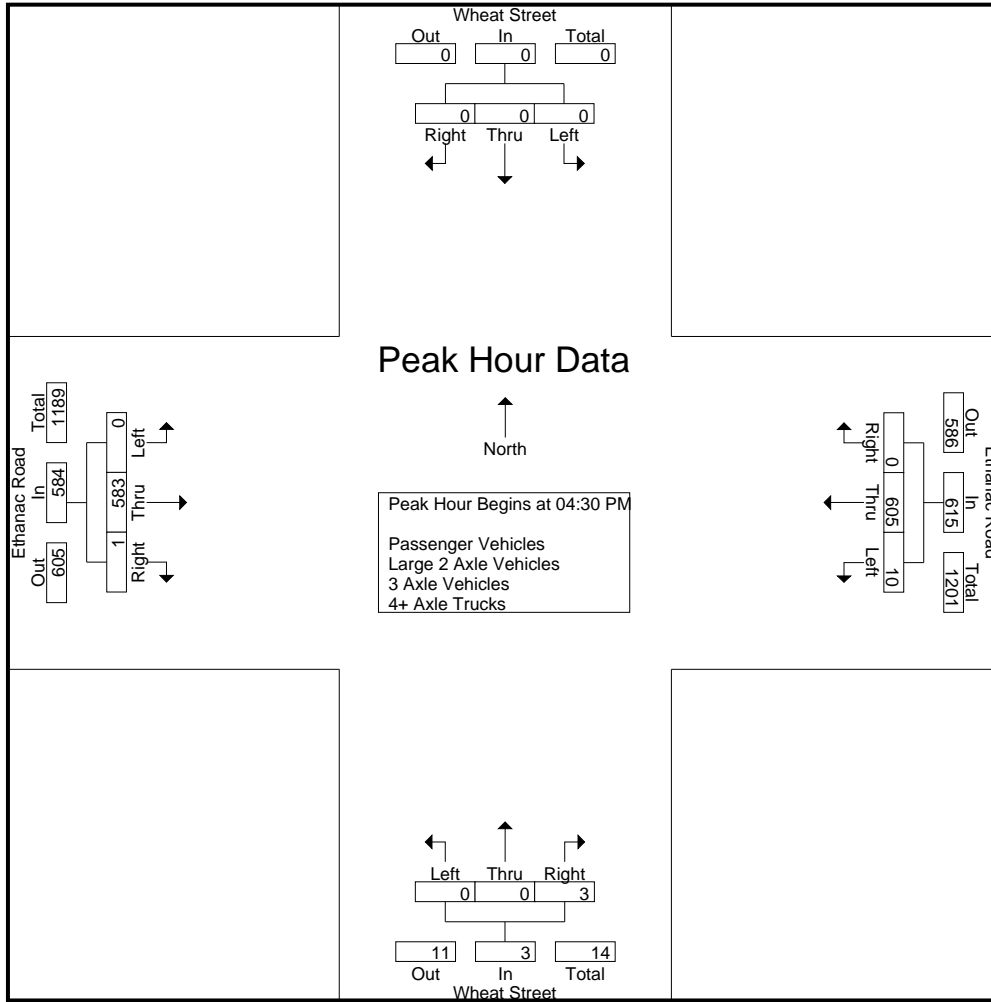 Wheat Street
Out In Total
0 0 0
0 0 0
Right Thru Left
Peak Hour Data
North
Peak Hour Begins at 04:30 PM
Passenger Vehicles
Large 2 Axle Vehicles
3 Axle Vehicles
4+ Axle Trucks
Ethanac Road
Out In Total
605 584 1189
1 583 0
Right Thru Left
Ethanac Road
Out In Total
586 615 1201
0 605 10
Right Thru Left
Left Thru Right
0 0 3
11 3 14
Out In Total
Wheat Street